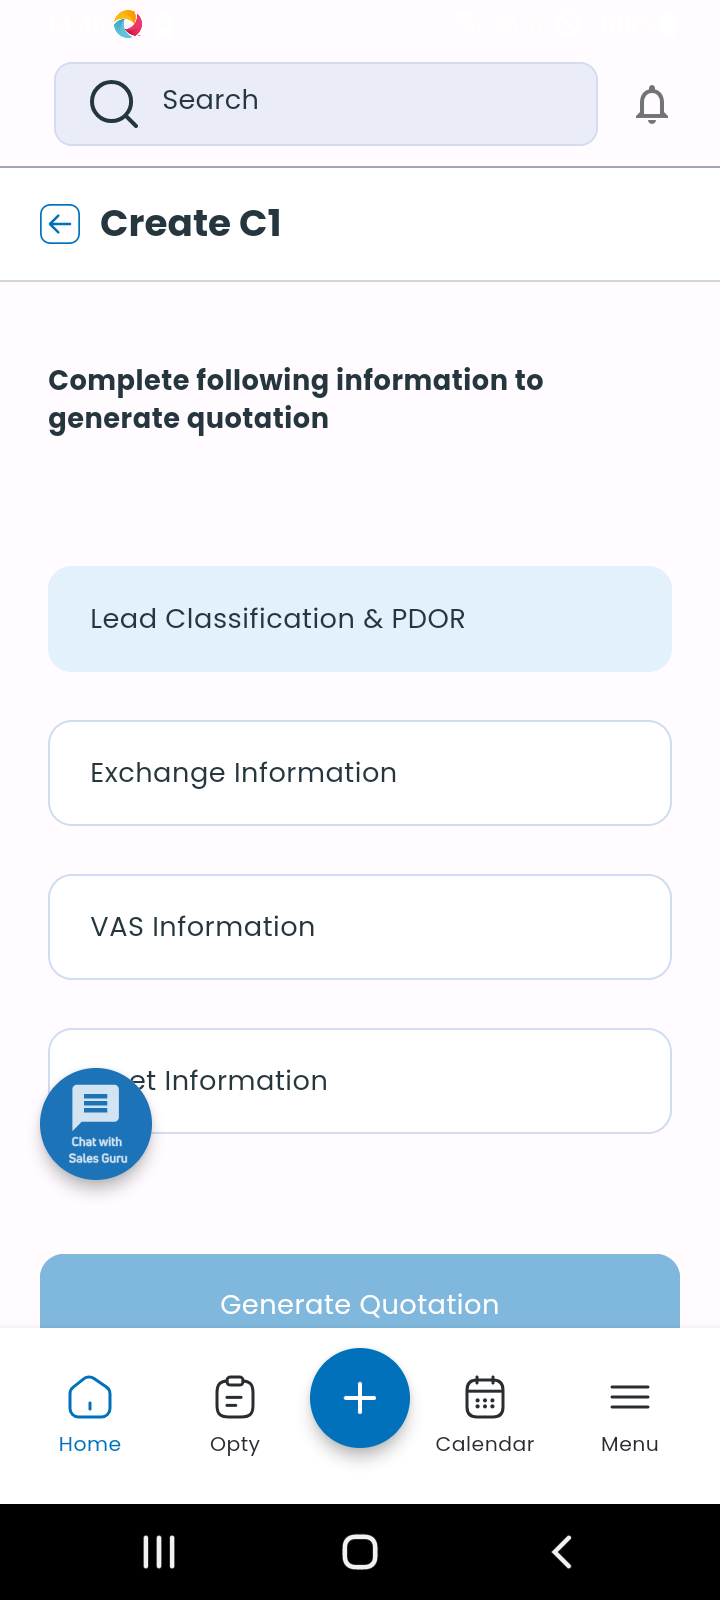 Search
Create C1
Complete following information to
generate quotation
Lead Classification & PDOR
Exchange Information
VAS Information
et Information
Chat with
Sales Guru
Generate Quotation
Home
Opty
Calendar
Menu